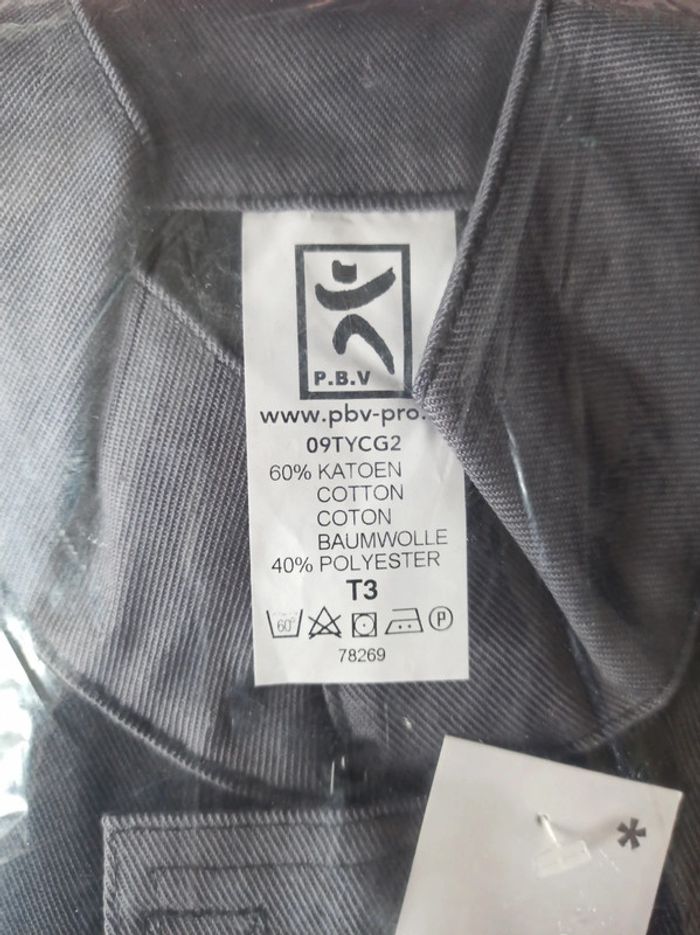 P.B.V
www.pbv-pro.
09TYCG2
60% KATOEN
COTTON
COTON
BAUMWOLLE
40% POLYESTER
T3
60° P
78269
*